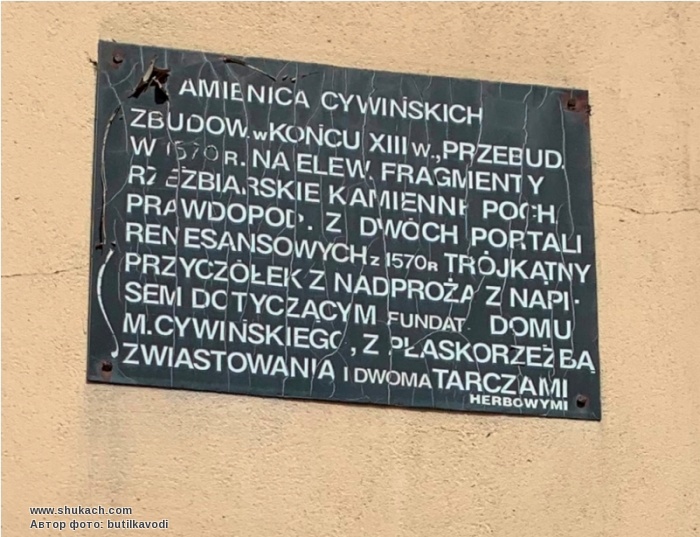 AMIENICA CYWIŃSKICH
ZBUDOW. w KOŃCU XIII W., PRZEBUD.
W 1570 R. NA ELEW. FRAGMENTY
RZEŹBIARSKIE KAMIENNE POCH.
PRAWDOPOD. Z DWÓCH PORTALI
RENESANSOWYCH z 1570 R TRÓJKĄTNY
PRZYCZÓŁEK Z NADPROŻA Z NAPI-
SEM DOTYCZĄCYM FUNDAT. DOMU
M.CYWIŃSKIEGO, Z PŁASKORZEŹBĄ
ZWIASTOWANIA I DWOMA TARCZAMI
HERBOWYMI
www.shukach.com
Автор фото: butilkavodi